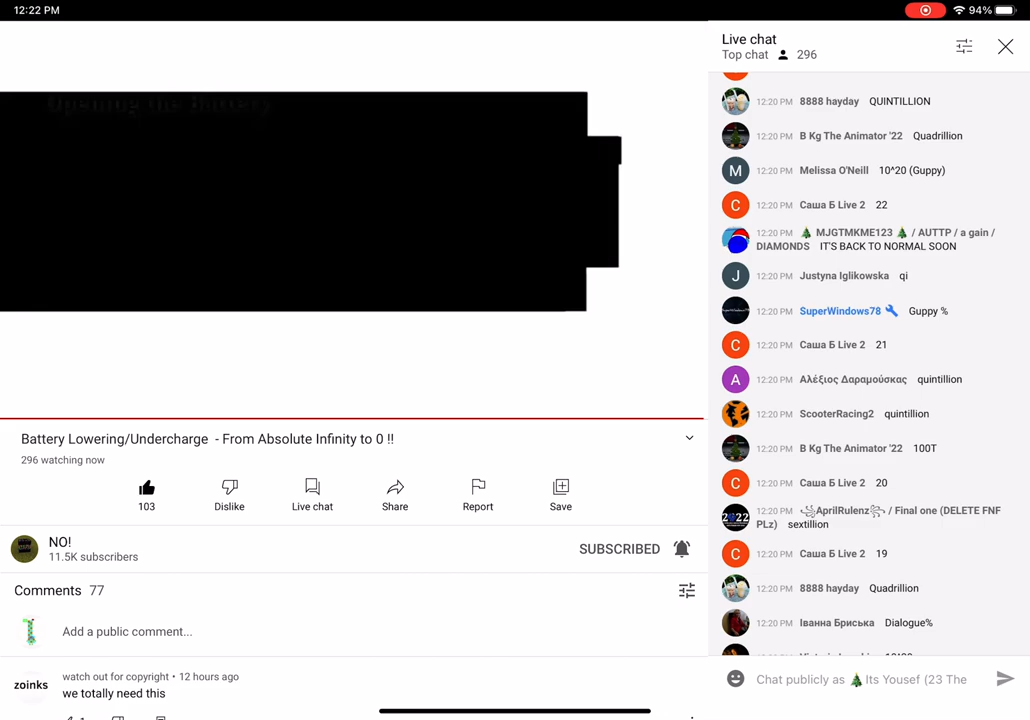 12:22 PM
94%
Opening the Battery
Battery Lowering/Undercharge - From Absolute Infinity to 0 !!
296 watching now
103
Dislike
Live chat
Share
Report
Save
NO!
11.5K subscribers
SUBSCRIBED
Comments 77
Add a public comment...
zoinks
watch out for copyright • 12 hours ago
we totally need this
1
Live chat
Top chat 296
12:20 PM 8888 hayday QUINTILLION
12:20 PM B Kg The Animator '22 Quadrillion
M 12:20 PM Melissa O'Neill 10^20 (Guppy)
C 12:20 PM Саша Б Live 2 22
12:20 PM 🎄 MJGTMKME123 🎄 / AUTTP / a gain /
DIAMONDS IT'S BACK TO NORMAL SOON
J 12:20 PM Justyna Iglikowska qi
12:20 PM SuperWindows78 🔧 Guppy %
C 12:20 PM Саша Б Live 2 21
A 12:20 PM Αλέξιος Δαραμούσκας quintillion
12:20 PM ScooterRacing2 quintillion
12:20 PM B Kg The Animator '22 100T
C 12:20 PM Саша Б Live 2 20
2022 12:20 PM ꧁AprilRulenz꧂ / Final one (DELETE FNF
PLz) sextillion
C 12:20 PM Саша Б Live 2 19
12:20 PM 8888 hayday Quadrillion
12:20 PM Іванна Бриська Dialogue%
Chat publicly as 🎄Its Yousef (23 The